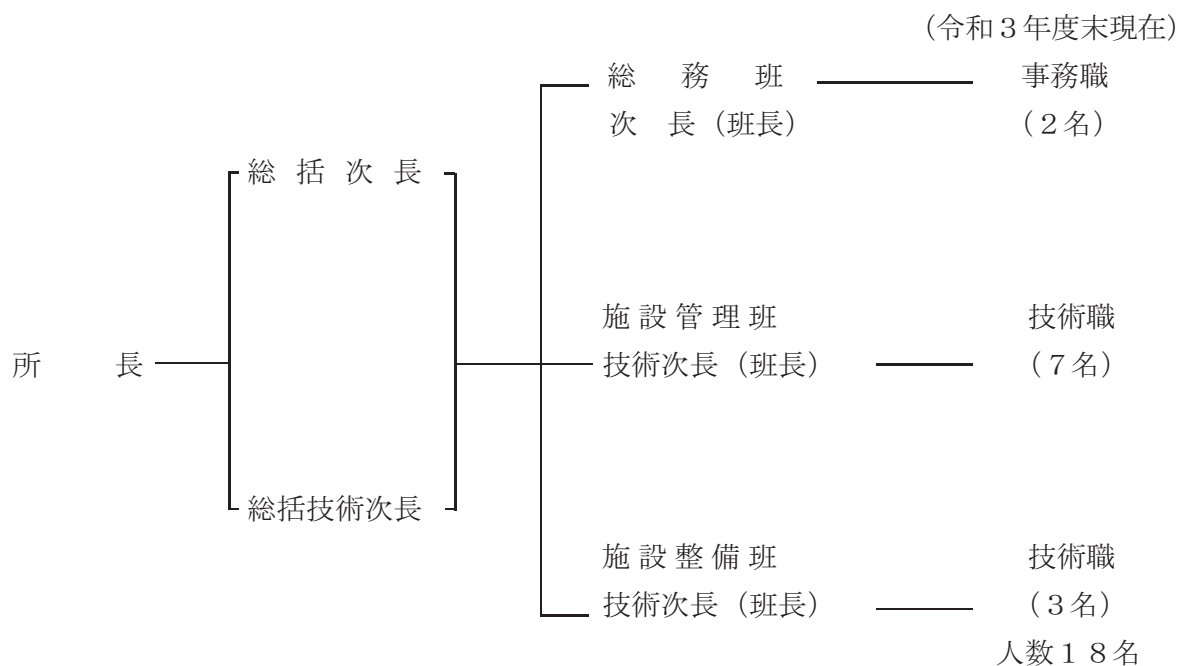 (令和３年度末現在)
総務班 事務職
次長(班長) (２名)
総括次長
施設管理班 技術職
所長 技術次長(班長) (７名)
総括技術次長
施設整備班 技術職
技術次長(班長) (３名)
人数１８名